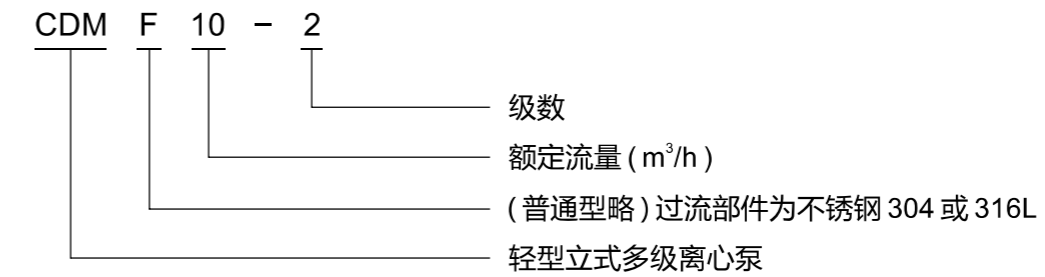 CDM F 10 - 2
级数
额定流量 ( m³/h )
( 普通型略 ) 过流部件为不锈钢 304 或 316L
轻型立式多级离心泵